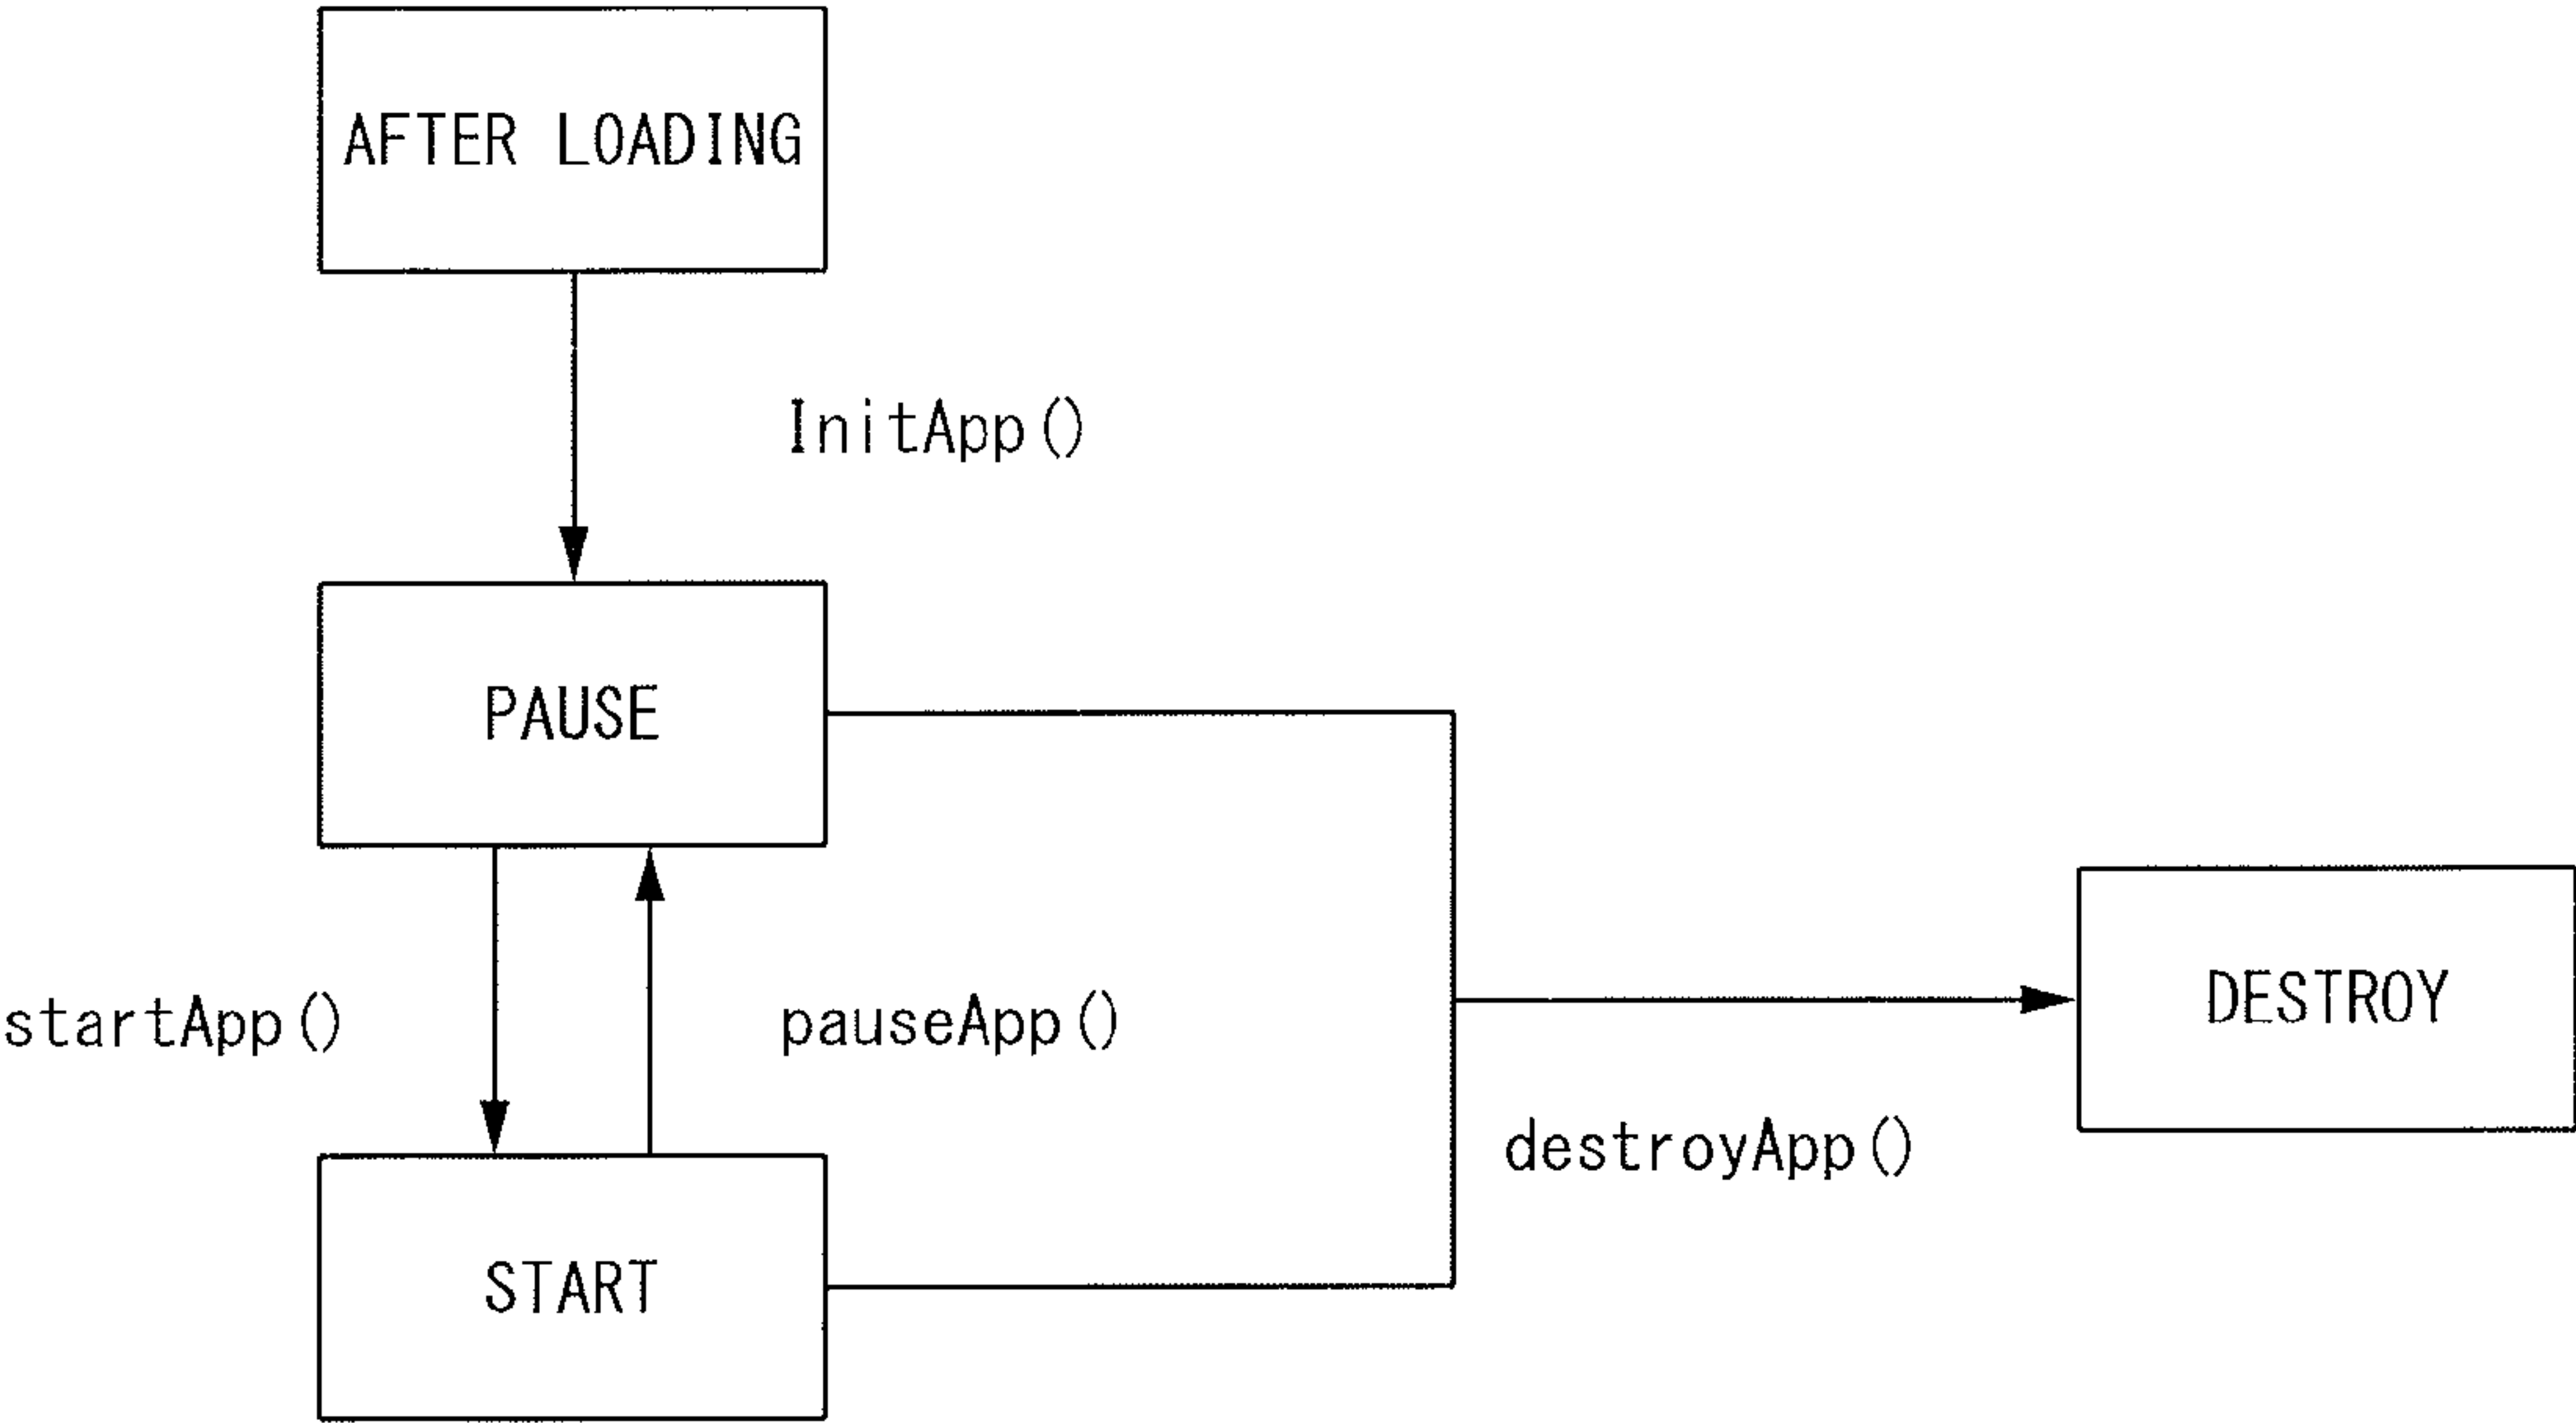 AFTER LOADING
InitApp()
PAUSE
startApp()
pauseApp()
DESTROY
destroyApp()
START